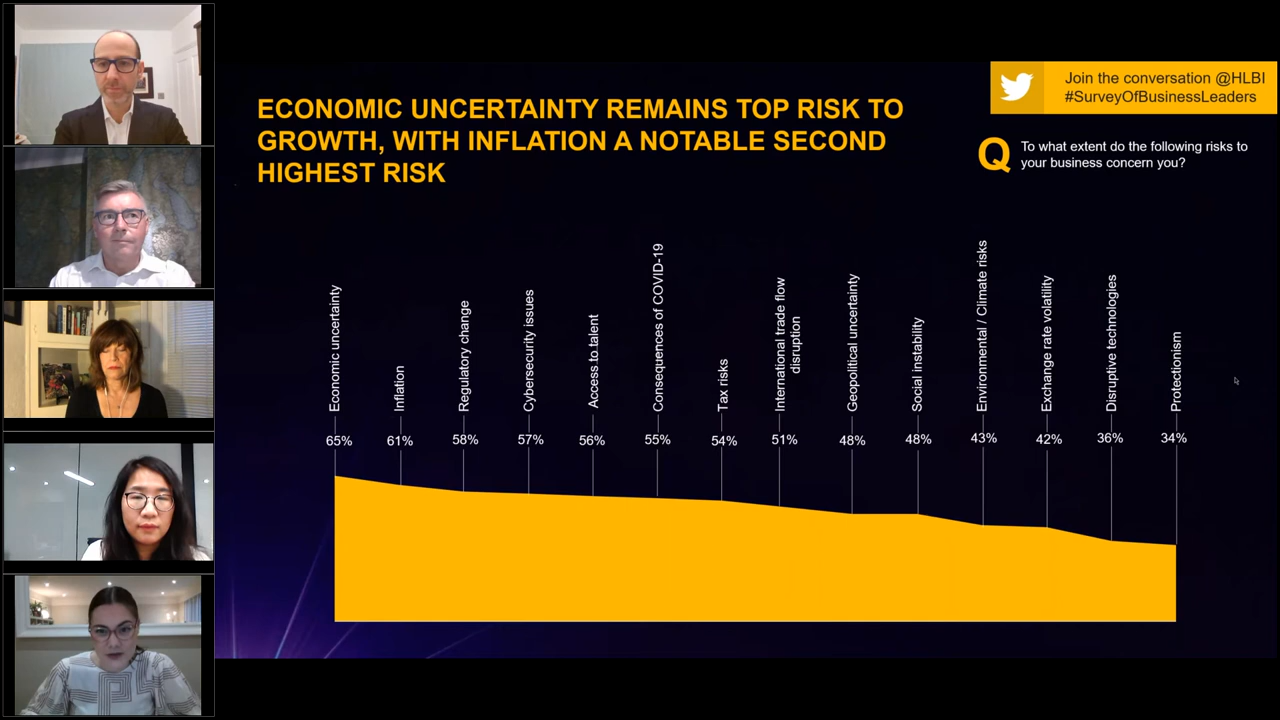 Join the conversation @HLBI
#SurveyOfBusinessLeaders
ECONOMIC UNCERTAINTY REMAINS TOP RISK TO
GROWTH, WITH INFLATION A NOTABLE SECOND
HIGHEST RISK
Q
To what extent do the following risks to
your business concern you?
Economic uncertainty
Inflation
Regulatory change
Cybersecurity issues
Access to talent
Consequences of COVID-19
Tax risks
International trade flow
disruption
Geopolitical uncertainty
Social instability
Environmental / Climate risks
Exchange rate volatility
Disruptive technologies
Protectionism
65% 61% 58% 57% 56% 55% 54% 51% 48% 48% 43% 42% 36% 34%